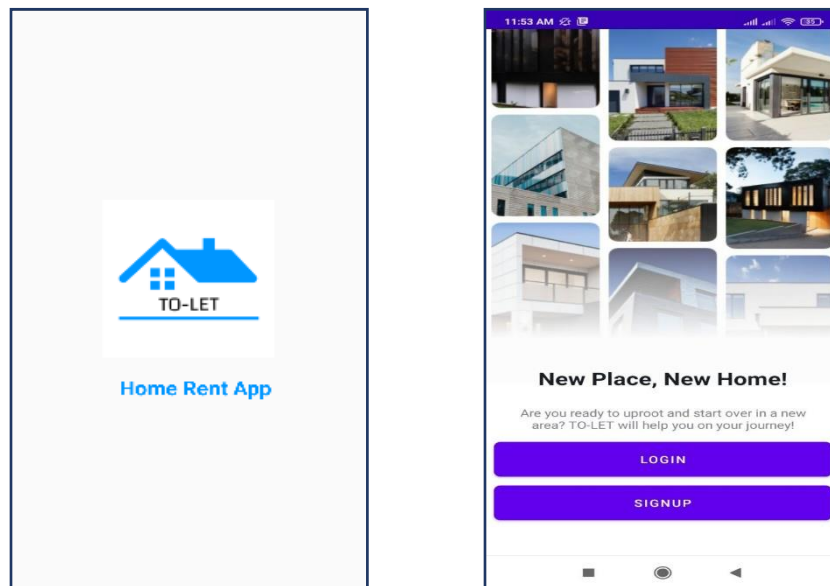 TO-LET
Home Rent App
11:53 AM
35
New Place, New Home!
Are you ready to uproot and start over in a new
area? TO-LET will help you on your journey!
LOGIN
SIGNUP